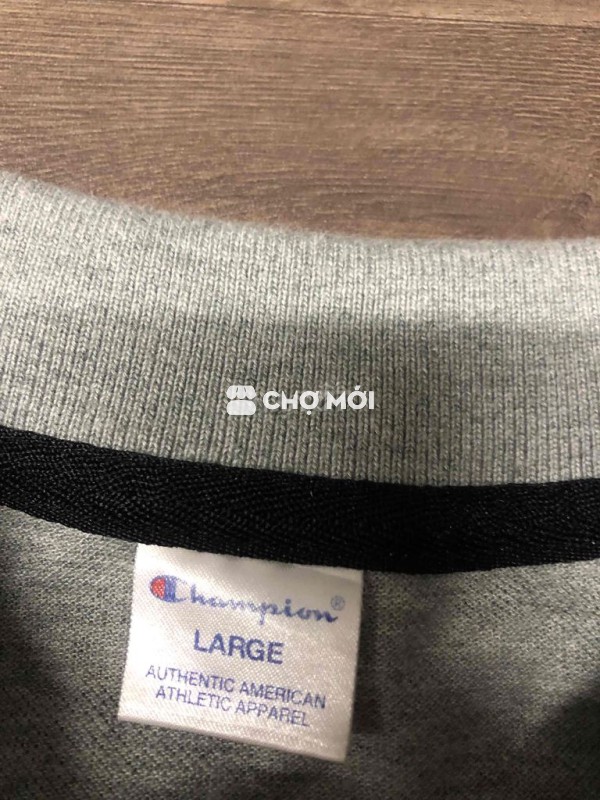 CHỢ MỚI
Champion®
LARGE
AUTHENTIC AMERICAN
ATHLETIC APPAREL